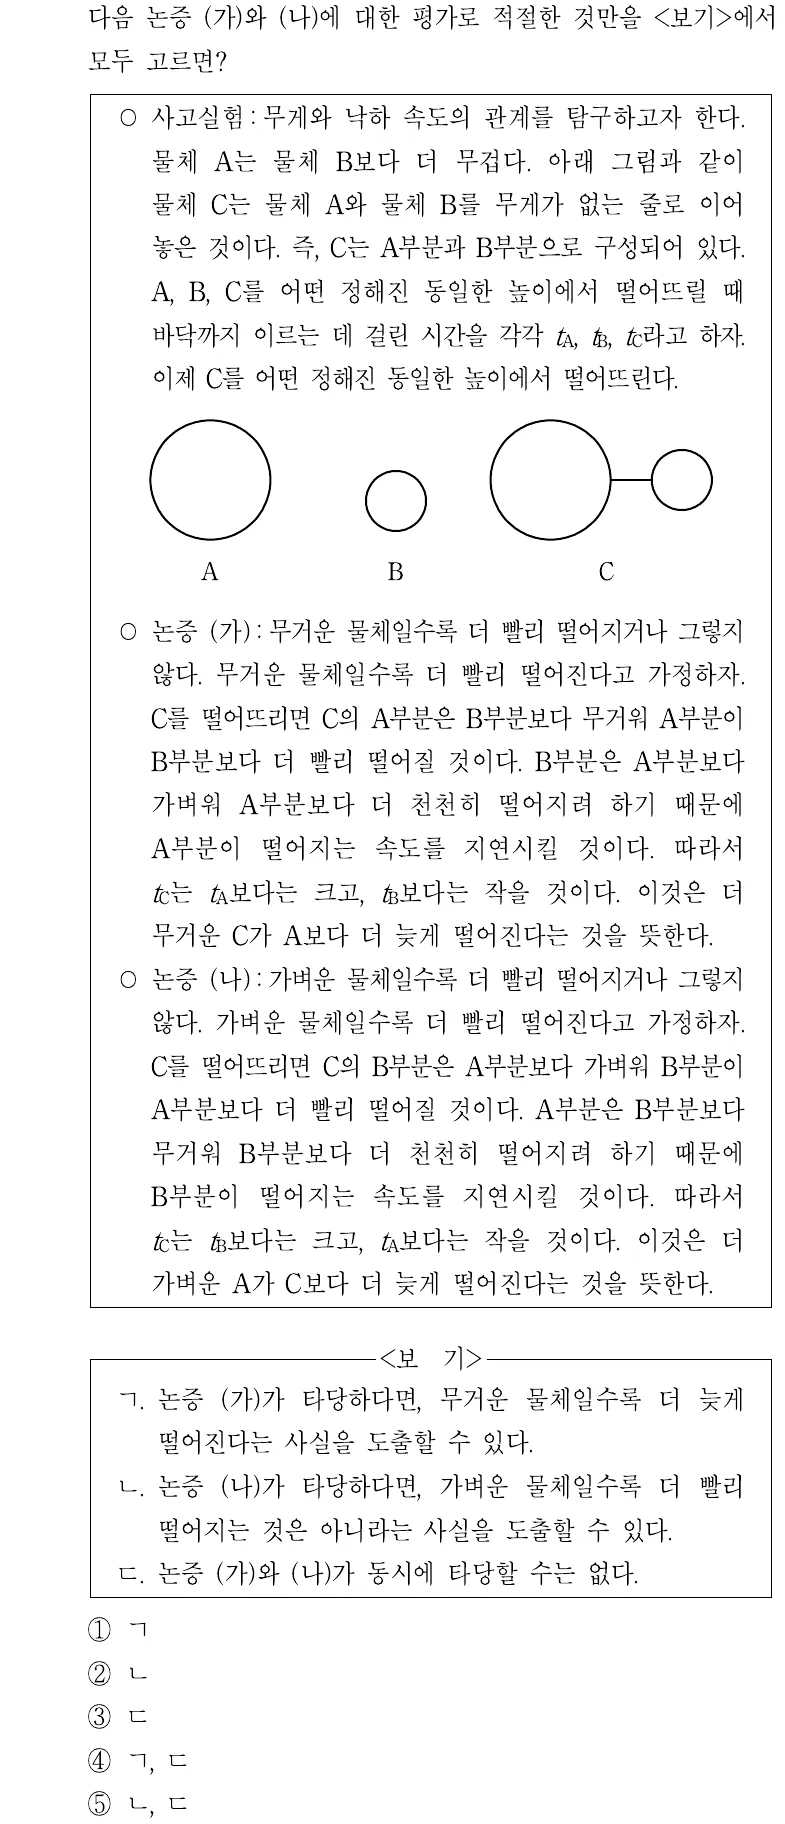 다음 논증 (가)와 (나)에 대한 평가로 적절한 것만을 <보기>에서
모두 고르면?
○ 사고실험 : 무게와 낙하 속도의 관계를 탐구하고자 한다.
물체 A는 물체 B보다 더 무겁다. 아래 그림과 같이
물체 C는 물체 A와 물체 B를 무게가 없는 줄로 이어
놓은 것이다. 즉, C는 A부분과 B부분으로 구성되어 있다.
A, B, C를 어떤 정해진 동일한 높이에서 떨어뜨릴 때
바닥까지 이르는 데 걸린 시간을 각각 tA, tB, tC라고 하자.
이제 C를 어떤 정해진 동일한 높이에서 떨어뜨린다.
A B C
○ 논증 (가) : 무거운 물체일수록 더 빨리 떨어지거나 그렇지
않다. 무거운 물체일수록 더 빨리 떨어진다고 가정하자.
C를 떨어뜨리면 C의 A부분은 B부분보다 무거워 A부분이
B부분보다 더 빨리 떨어질 것이다. B부분은 A부분보다
가벼워 A부분보다 더 천천히 떨어지려 하기 때문에
A부분이 떨어지는 속도를 지연시킬 것이다. 따라서
tC는 tA보다는 크고, tB보다는 작을 것이다. 이것은 더
무거운 C가 A보다 더 늦게 떨어진다는 것을 뜻한다.
○ 논증 (나) : 가벼운 물체일수록 더 빨리 떨어지거나 그렇지
않다. 가벼운 물체일수록 더 빨리 떨어진다고 가정하자.
C를 떨어뜨리면 C의 B부분은 A부분보다 가벼워 B부분이
A부분보다 더 빨리 떨어질 것이다. A부분은 B부분보다
무거워 B부분보다 더 천천히 떨어지려 하기 때문에
B부분이 떨어지는 속도를 지연시킬 것이다. 따라서
tC는 tB보다는 크고, tA보다는 작을 것이다. 이것은 더
가벼운 A가 C보다 더 늦게 떨어진다는 것을 뜻한다.
<보 기>
ㄱ. 논증 (가)가 타당하다면, 무거운 물체일수록 더 늦게
떨어진다는 사실을 도출할 수 있다.
ㄴ. 논증 (나)가 타당하다면, 가벼운 물체일수록 더 빨리
떨어지는 것은 아니라는 사실을 도출할 수 있다.
ㄷ. 논증 (가)와 (나)가 동시에 타당할 수는 없다.
① ㄱ
② ㄴ
③ ㄷ
④ ㄱ, ㄷ
⑤ ㄴ, ㄷ